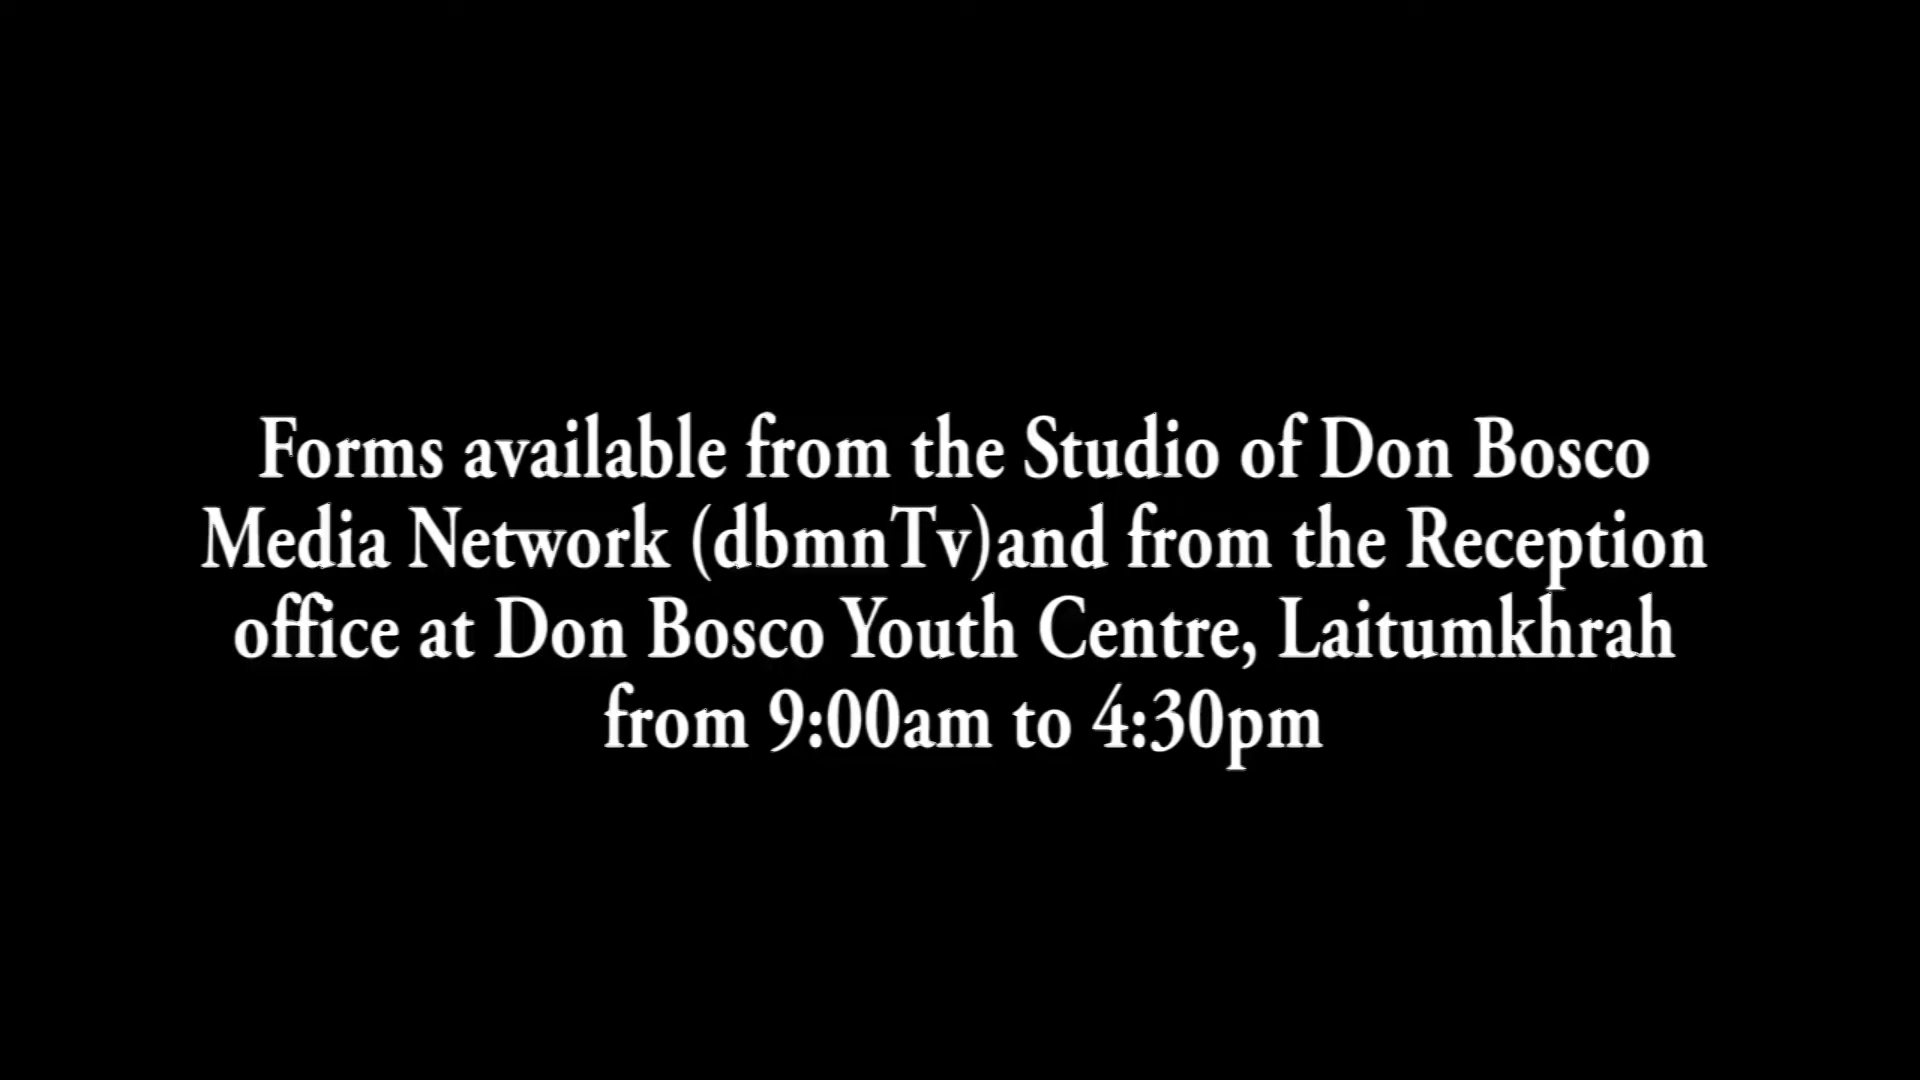 Forms available from the Studio of Don Bosco
Media Network (dbmnTv)and from the Reception
office at Don Bosco Youth Centre, Laitumkhrah
from 9:00am to 4:30pm